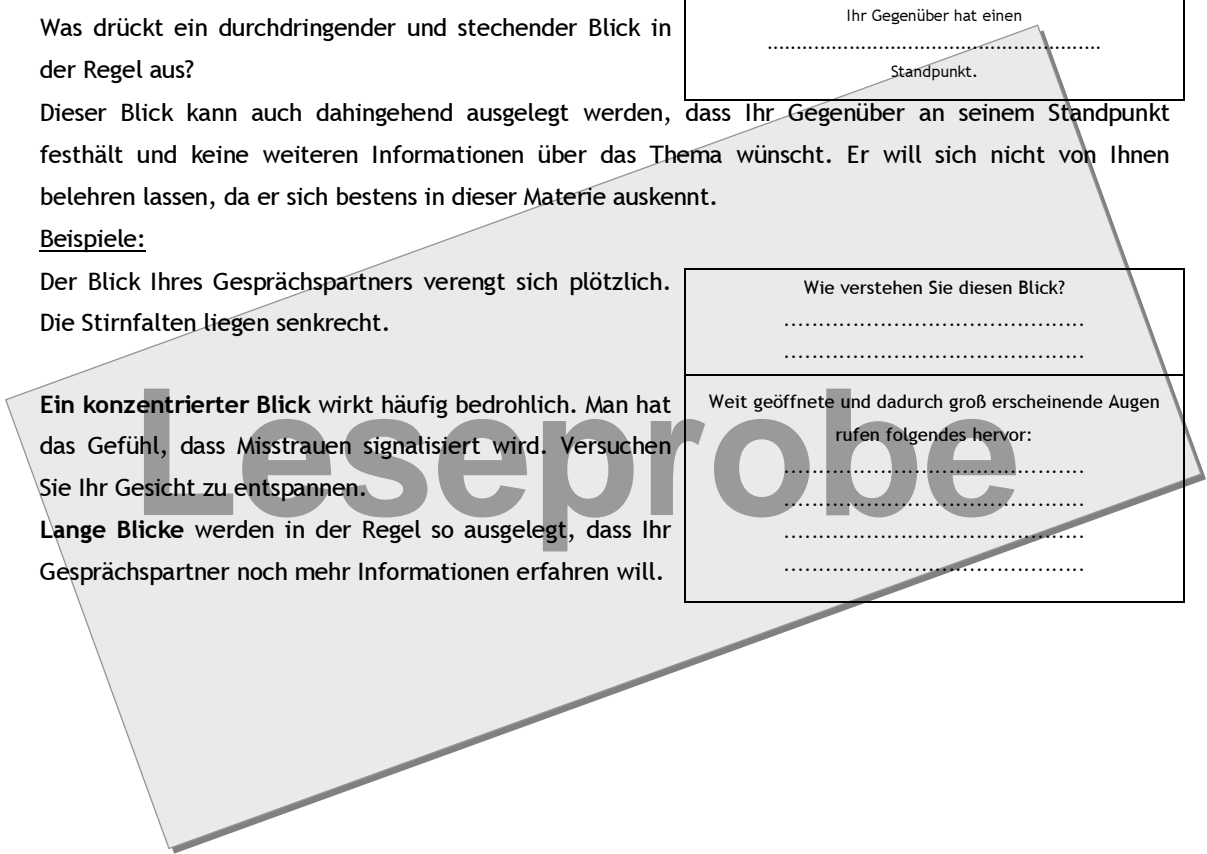 Was drückt ein durchdringender und stechender Blick in
der Regel aus?
Ihr Gegenüber hat einen
..........................................................
Standpunkt.
Dieser Blick kann auch dahingehend ausgelegt werden, dass Ihr Gegenüber an seinem Standpunkt
festhält und keine weiteren Informationen über das Thema wünscht. Er will sich nicht von Ihnen
belehren lassen, da er sich bestens in dieser Materie auskennt.
Beispiele:
Der Blick Ihres Gesprächspartners verengt sich plötzlich.
Die Stirnfalten liegen senkrecht.
Wie verstehen Sie diesen Blick?
............................................
............................................
Ein konzentrierter Blick wirkt häufig bedrohlich. Man hat
das Gefühl, dass Misstrauen signalisiert wird. Versuchen
Sie Ihr Gesicht zu entspannen.
Lange Blicke werden in der Regel so ausgelegt, dass Ihr
Gesprächspartner noch mehr Informationen erfahren will.
Weit geöffnete und dadurch groß erscheinende Augen
rufen folgendes hervor:
............................................
............................................
............................................
............................................
Leseprobe